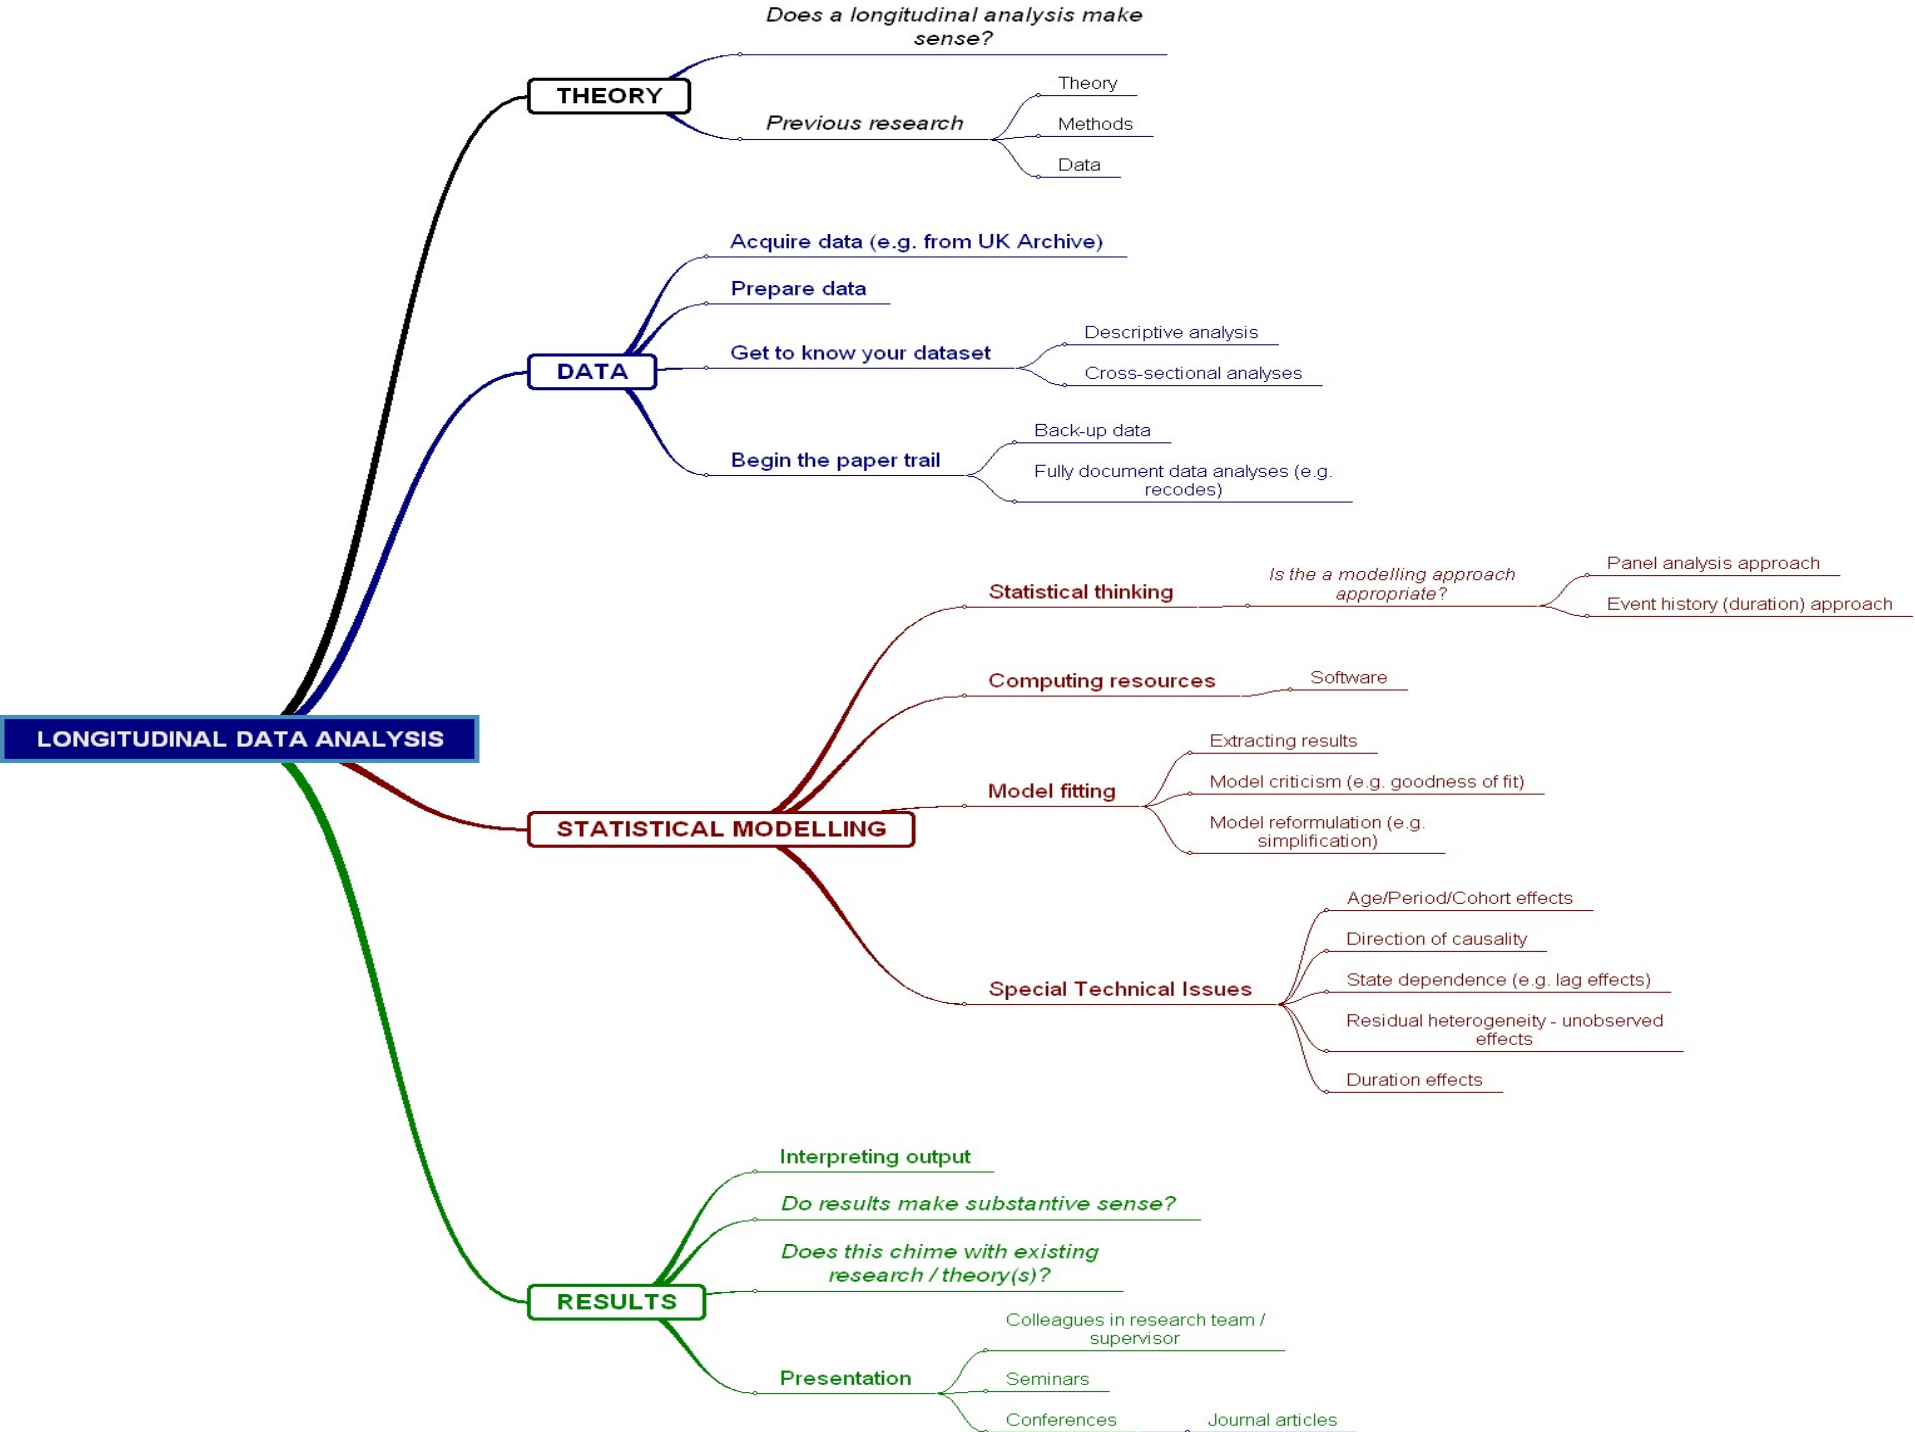 Does a longitudinal analysis make
sense?
THEORY
Previous research
Theory
Methods
Data
Acquire data (e.g. from UK Archive)
Prepare data
DATA
Get to know your dataset
Descriptive analysis
Cross-sectional analyses
Begin the paper trail
Back-up data
Fully document data analyses (e.g.
recodes)
LONGITUDINAL DATA ANALYSIS
STATISTICAL MODELLING
Statistical thinking
Is the a modelling approach
appropriate?
Panel analysis approach
Event history (duration) approach
Computing resources
Software
Model fitting
Extracting results
Model criticism (e.g. goodness of fit)
Model reformulation (e.g.
simplification)
Special Technical Issues
Age/Period/Cohort effects
Direction of causality
State dependence (e.g. lag effects)
Residual heterogeneity - unobserved
effects
Duration effects
RESULTS
Interpreting output
Do results make substantive sense?
Does this chime with existing
research / theory(s)?
Presentation
Colleagues in research team /
supervisor
Seminars
Conferences
Journal articles